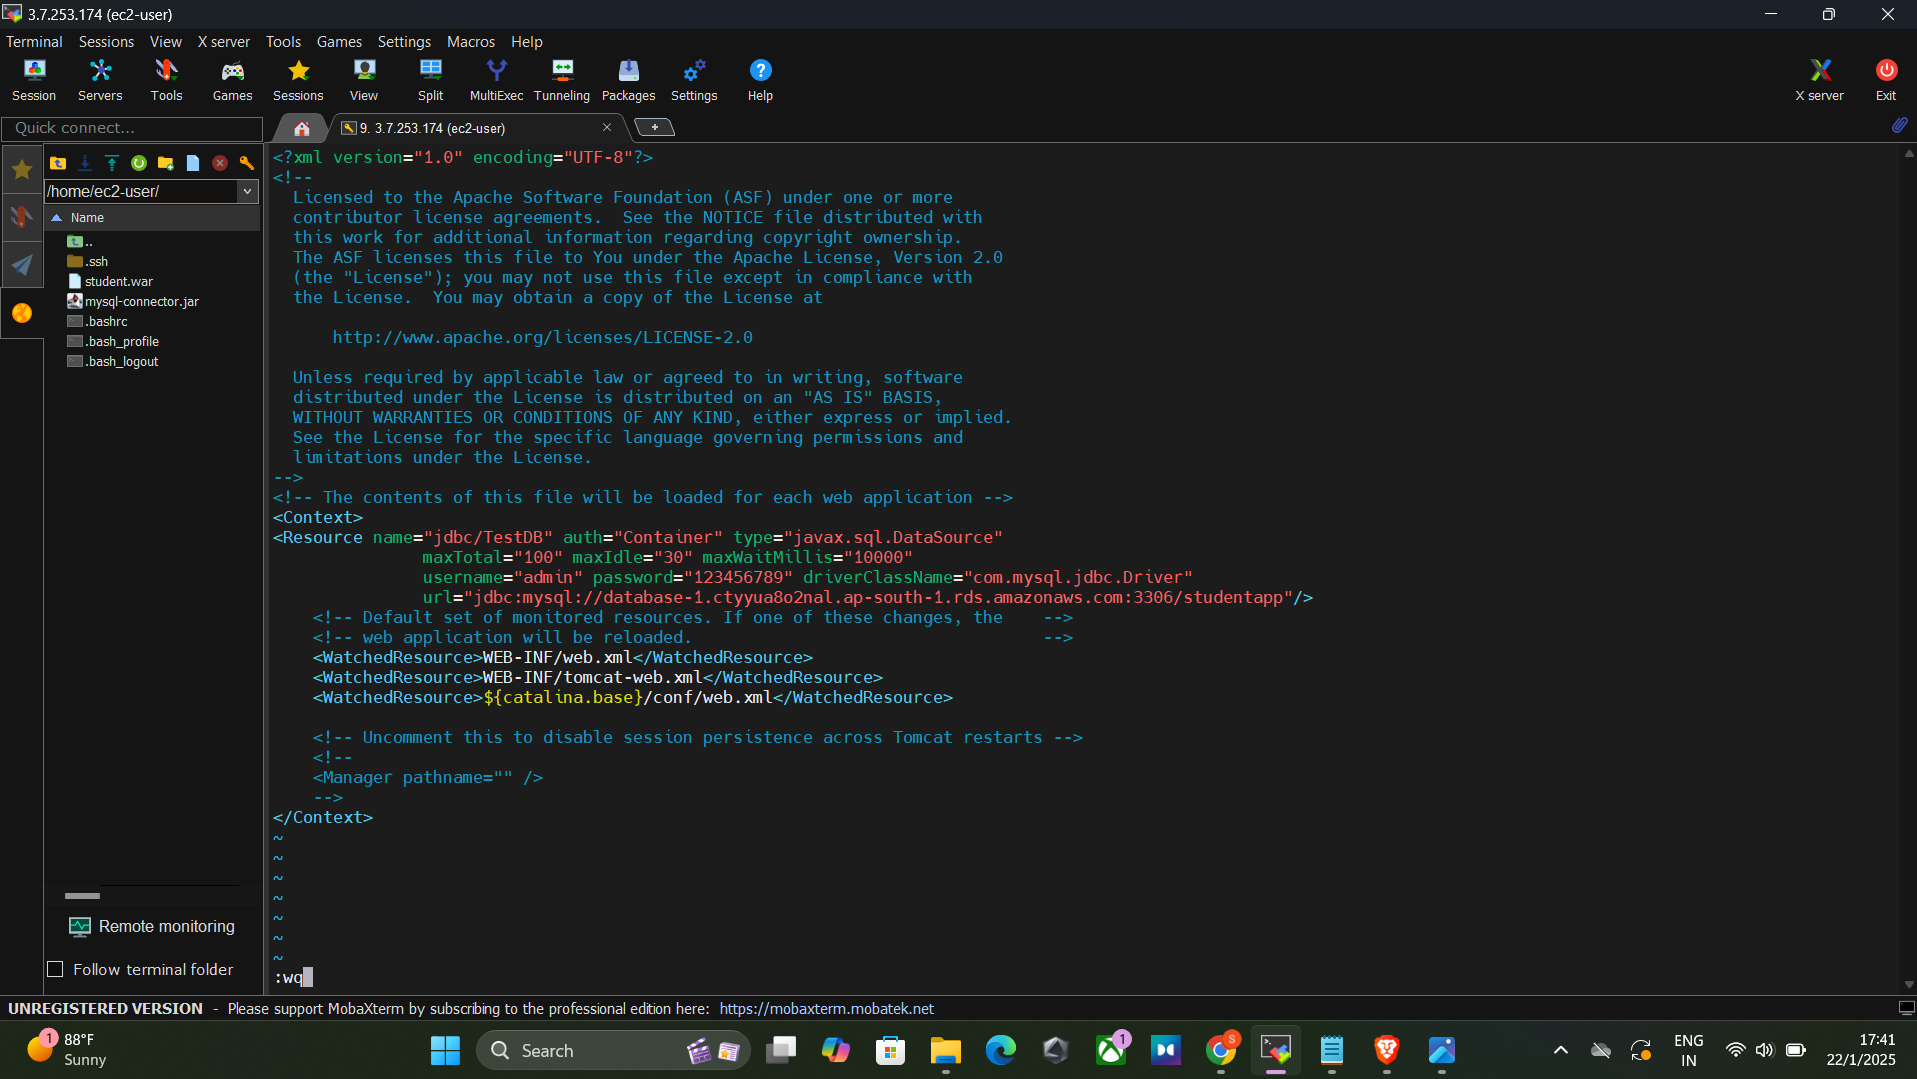 3.7.253.174 (ec2-user)
Terminal Sessions View X server Tools Games Settings Macros Help
Session Servers Tools Games Sessions View Split MultiExec Tunneling Packages Settings Help X server Exit
Quick connect...
9. 3.7.253.174 (ec2-user)
/home/ec2-user/
Name
..
.ssh
student.war
mysql-connector.jar
.bashrc
.bash_profile
.bash_logout
Remote monitoring
Follow terminal folder
<?xml version="1.0" encoding="UTF-8"?>
<!--
  Licensed to the Apache Software Foundation (ASF) under one or more
  contributor license agreements.  See the NOTICE file distributed with
  this work for additional information regarding copyright ownership.
  The ASF licenses this file to You under the Apache License, Version 2.0
  (the "License"); you may not use this file except in compliance with
  the License.  You may obtain a copy of the License at

      http://www.apache.org/licenses/LICENSE-2.0

  Unless required by applicable law or agreed to in writing, software
  distributed under the License is distributed on an "AS IS" BASIS,
  WITHOUT WARRANTIES OR CONDITIONS OF ANY KIND, either express or implied.
  See the License for the specific language governing permissions and
  limitations under the License.
-->
<!-- The contents of this file will be loaded for each web application -->
<Context>
<Resource name="jdbc/TestDB" auth="Container" type="javax.sql.DataSource"
               maxTotal="100" maxIdle="30" maxWaitMillis="10000"
               username="admin" password="123456789" driverClassName="com.mysql.jdbc.Driver"
               url="jdbc:mysql://database-1.ctyyua8o2nal.ap-south-1.rds.amazonaws.com:3306/studentapp"/>
    <!-- Default set of monitored resources. If one of these changes, the    -->
    <!-- web application will be reloaded.                                   -->
    <WatchedResource>WEB-INF/web.xml</WatchedResource>
    <WatchedResource>WEB-INF/tomcat-web.xml</WatchedResource>
    <WatchedResource>${catalina.base}/conf/web.xml</WatchedResource>

    <!-- Uncomment this to disable session persistence across Tomcat restarts -->
    <!--
    <Manager pathname="" />
    -->
</Context>
~
~
~
~
~
~
~
:wq
UNREGISTERED VERSION - Please support MobaXterm by subscribing to the professional edition here: https://mobaxterm.mobatek.net
1
88°F
Sunny
Search
1
S
ENG
IN
17:41
22/1/2025